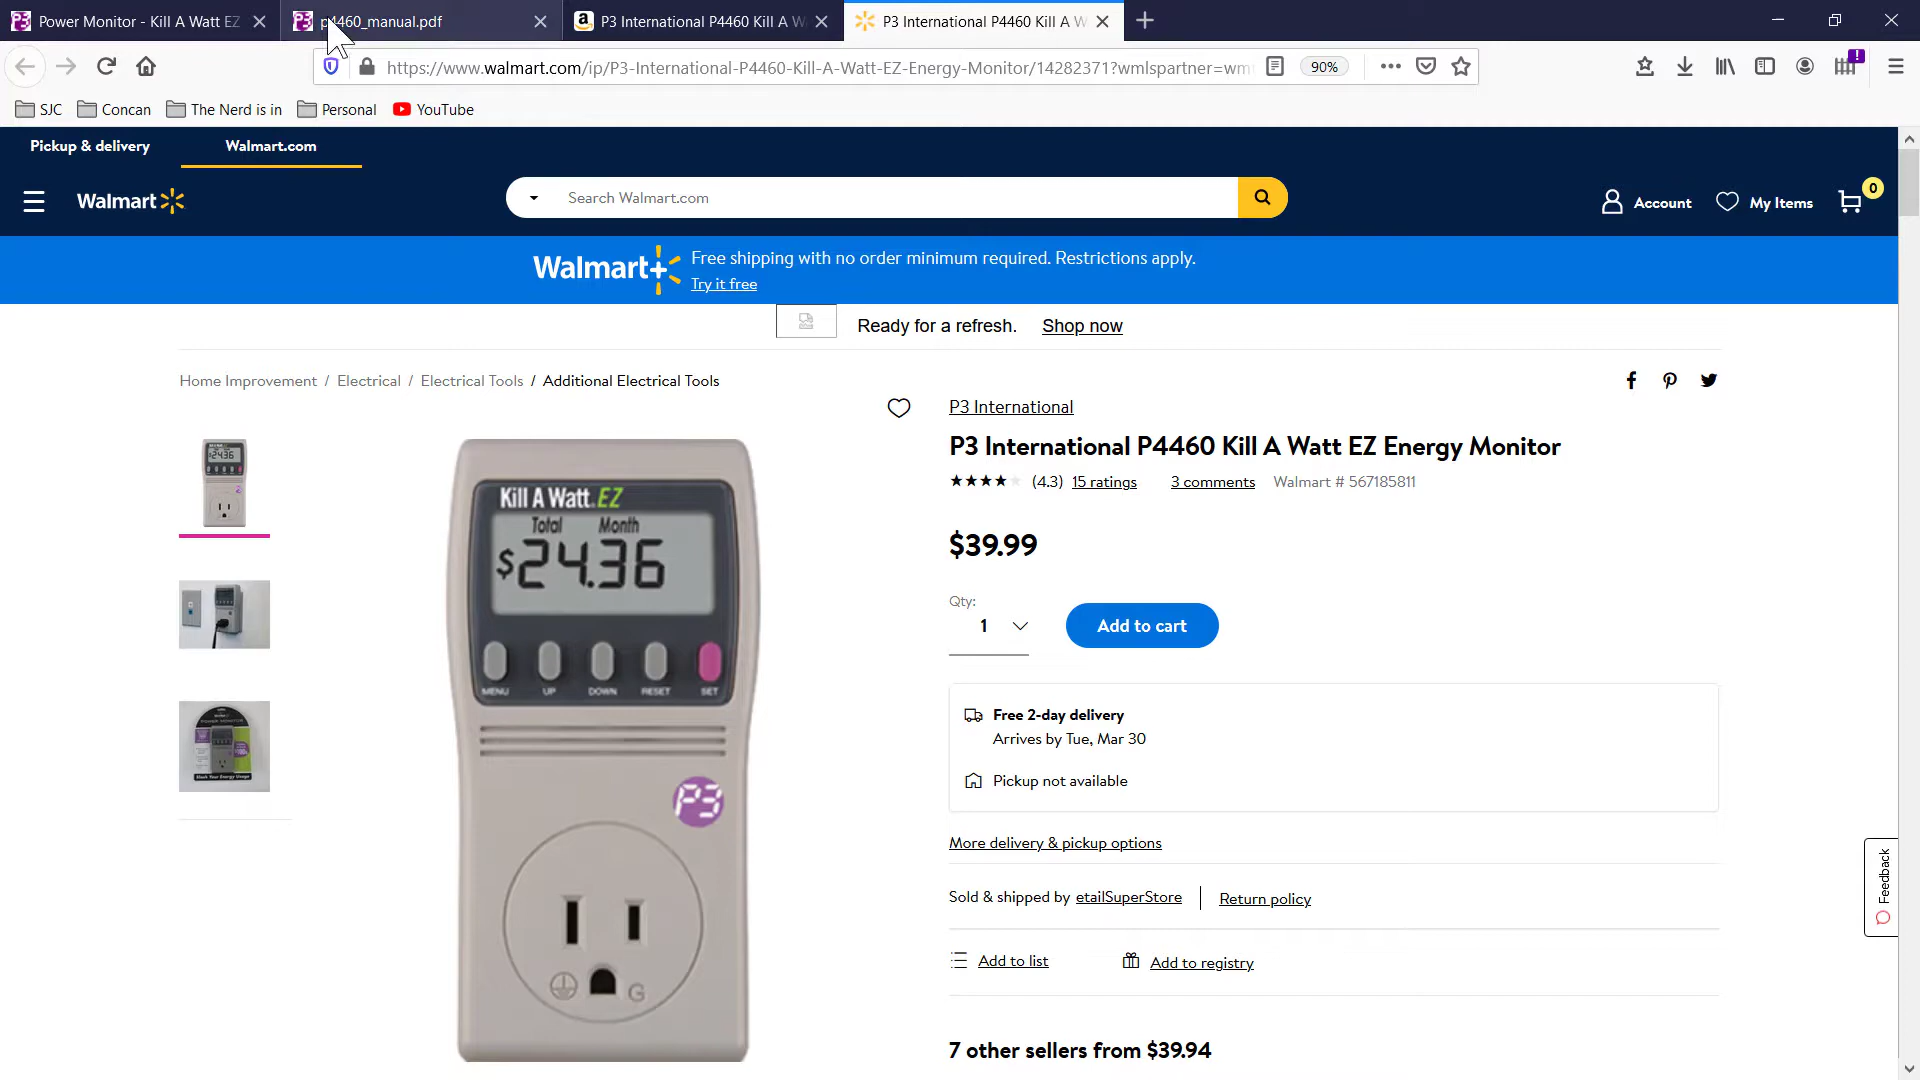 Power Monitor - Kill A Watt EZ
p4460_manual.pdf
P3 International P4460 Kill A W
P3 International P4460 Kill A W
https://www.walmart.com/ip/P3-International-P4460-Kill-A-Watt-EZ-Energy-Monitor/14282371?wmlspartner=wm
90%
SJC
Concan
The Nerd is in
Personal
YouTube
Pickup & delivery
Walmart.com
Walmart
Search Walmart.com
Account
My Items
0
Walmart+
Free shipping with no order minimum required. Restrictions apply.
Try it free
Ready for a refresh.
Shop now
Home Improvement / Electrical / Electrical Tools / Additional Electrical Tools
P3 International
P3 International P4460 Kill A Watt EZ Energy Monitor
(4.3) 15 ratings
3 comments
Walmart # 567185811
$39.99
Qty:
1
Add to cart
Free 2-day delivery
Arrives by Tue, Mar 30
Pickup not available
More delivery & pickup options
Sold & shipped by etailSuperStore
Return policy
Add to list
Add to registry
7 other sellers from $39.94
Kill A Watt EZ
Total Month
$24.36
MENU UP DOWN RESET SET
P3
G
Feedback